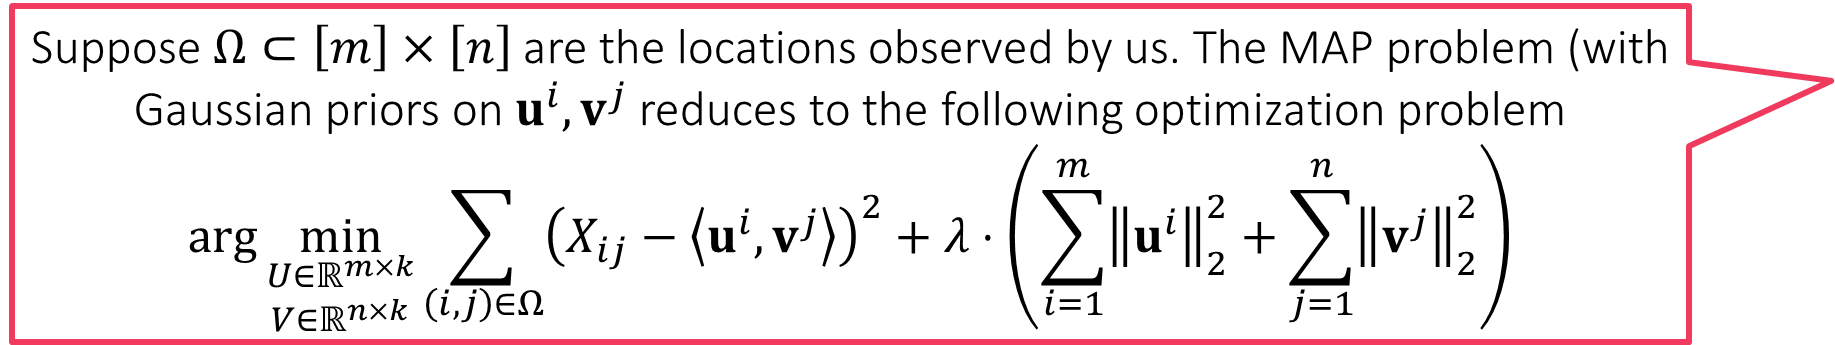 Suppose Ω ⊂ [m] × [n] are the locations observed by us. The MAP problem (with
Gaussian priors on 𝐮ⁱ, 𝐯ʲ reduces to the following optimization problem
arg min_{U∈ℝ^{m×k} V∈ℝ^{n×k}} ∑_{(i,j)∈Ω} (X_{ij} − ⟨𝐮ⁱ, 𝐯ʲ⟩)² + λ · (∑_{i=1}^{m} ‖𝐮ⁱ‖₂² + ∑_{j=1}^{n} ‖𝐯ʲ‖₂²)